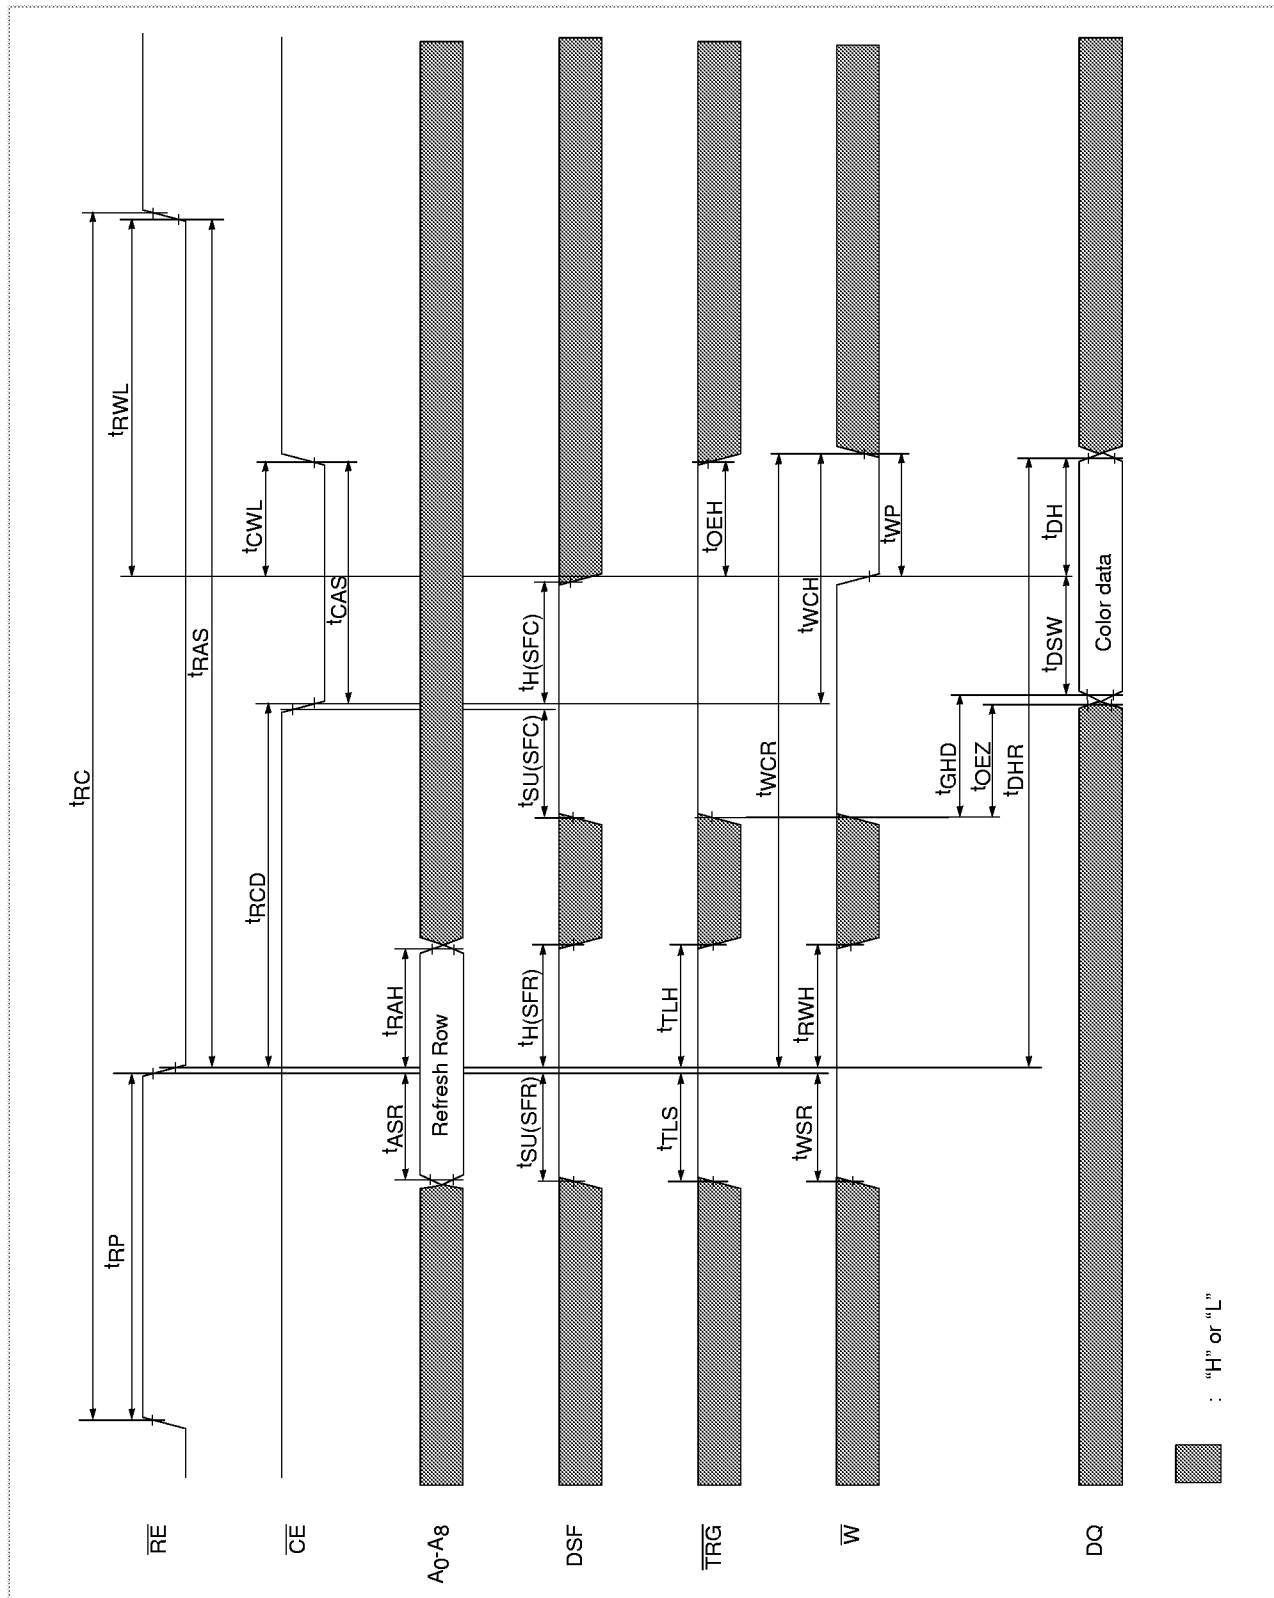 RE
tRC
tRP
tRWL
tRAS
CE
tRCD
tCWL
tCAS
A0-A8
tASR
tRAH
Refresh Row
DSF
tSU(SFR)
tH(SFR)
tSU(SFC)
tH(SFC)
TRG
tTLS
tTLH
tOEH
W
tWSR
tRWH
tWCR
tWCH
tWP
DQ
tGHD
tOEZ
tDHR
tDSW
tDH
Color data
: “H” or “L”